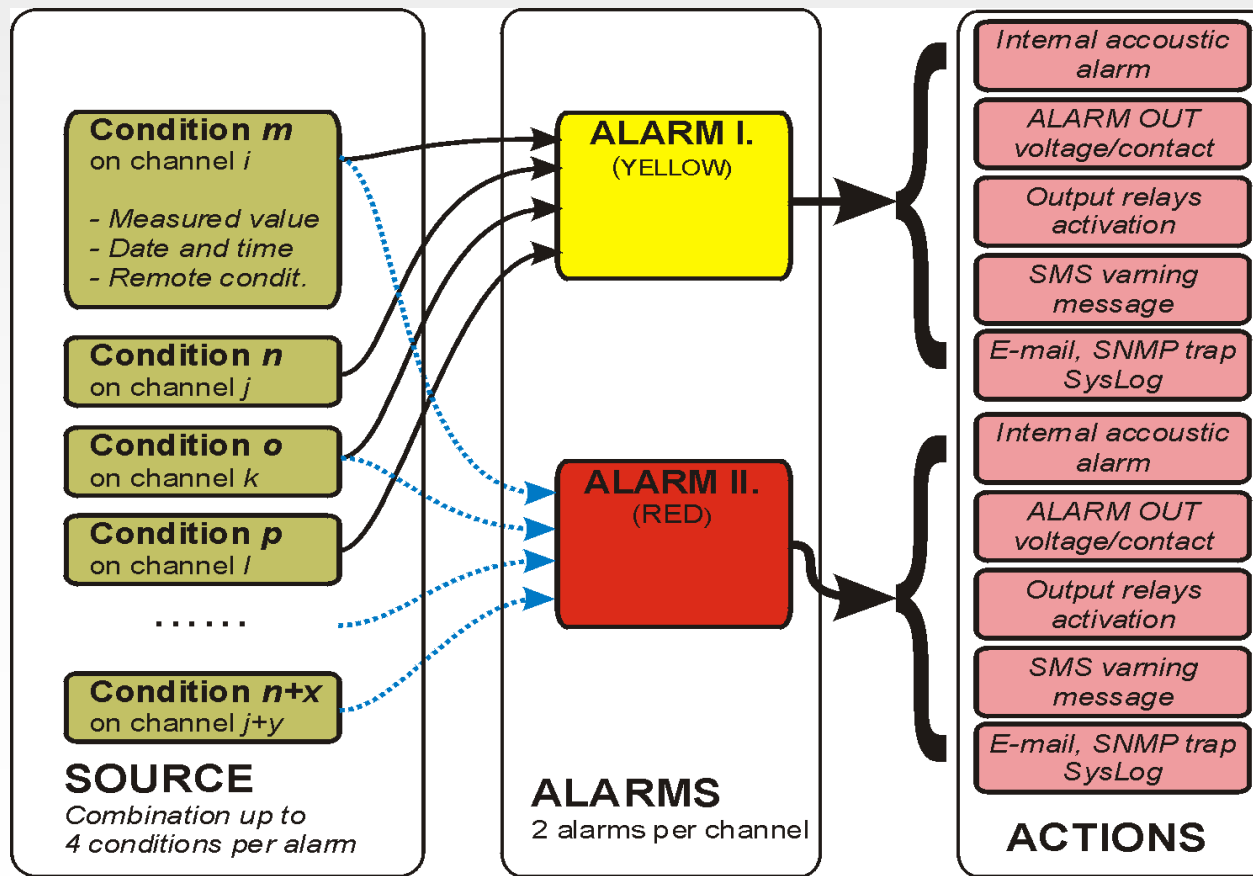 Condition m
on channel i
- Measured value
- Date and time
- Remote condit.
Condition n
on channel j
Condition o
on channel k
Condition p
on channel l
......
Condition n+x
on channel j+y
SOURCE
Combination up to
4 conditions per alarm
ALARM I.
(YELLOW)
ALARM II.
(RED)
ALARMS
2 alarms per channel
Internal accoustic
alarm
ALARM OUT
voltage/contact
Output relays
activation
SMS varning
message
E-mail, SNMP trap
SysLog
Internal accoustic
alarm
ALARM OUT
voltage/contact
Output relays
activation
SMS varning
message
E-mail, SNMP trap
SysLog
ACTIONS